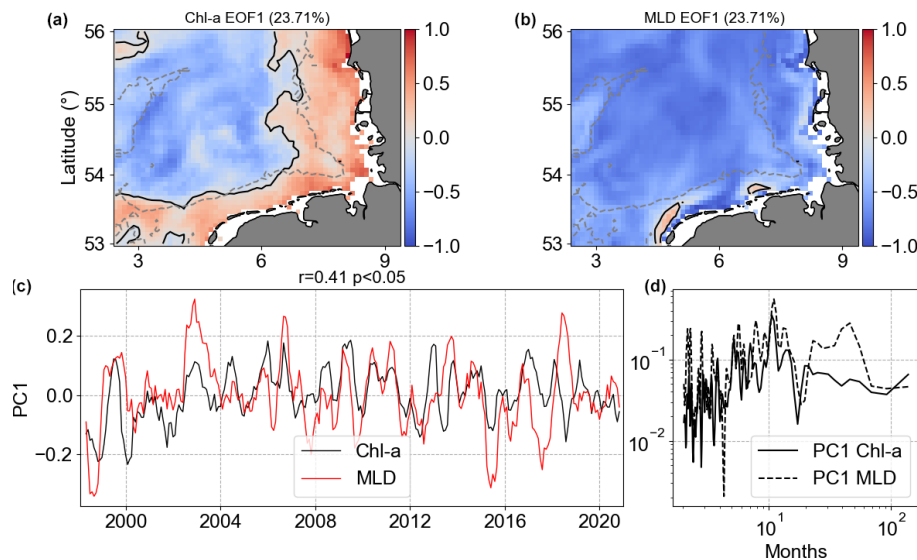 (a) Chl-a EOF1 (23.71%)
(b) MLD EOF1 (23.71%)
Latitude (°)
56
55
54
53
3 6 9
1.0
0.5
0.0
−0.5
−1.0
56
55
54
53
3 6 9
1.0
0.5
0.0
−0.5
−1.0
r=0.41 p<0.05
(c)
PC1
0.2
0.0
−0.2
Chl-a
MLD
2000 2004 2008 2012 2016 2020
(d)
10⁻¹
10⁻²
PC1 Chl-a
PC1 MLD
10¹ 10²
Months